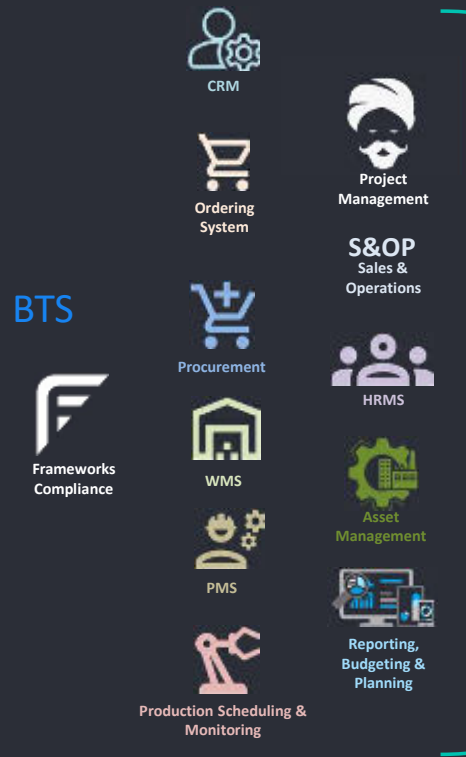 BTS
Frameworks
Compliance
CRM
Ordering
System
Procurement
WMS
PMS
Production Scheduling &
Monitoring
Project
Management
S&OP
Sales &
Operations
HRMS
Asset
Management
Reporting,
Budgeting &
Planning